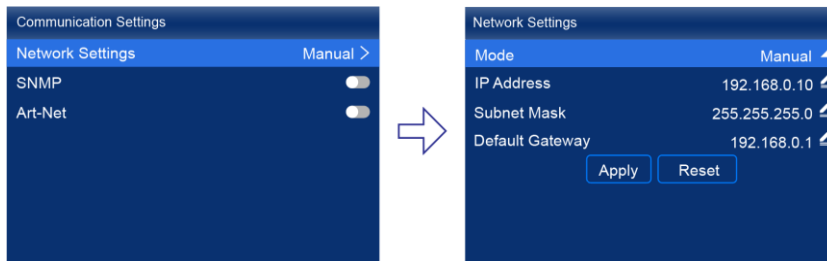 Communication Settings
Network Settings Manual >
SNMP
Art-Net
Network Settings
Mode Manual
IP Address 192.168.0.10
Subnet Mask 255.255.255.0
Default Gateway 192.168.0.1
Apply Reset